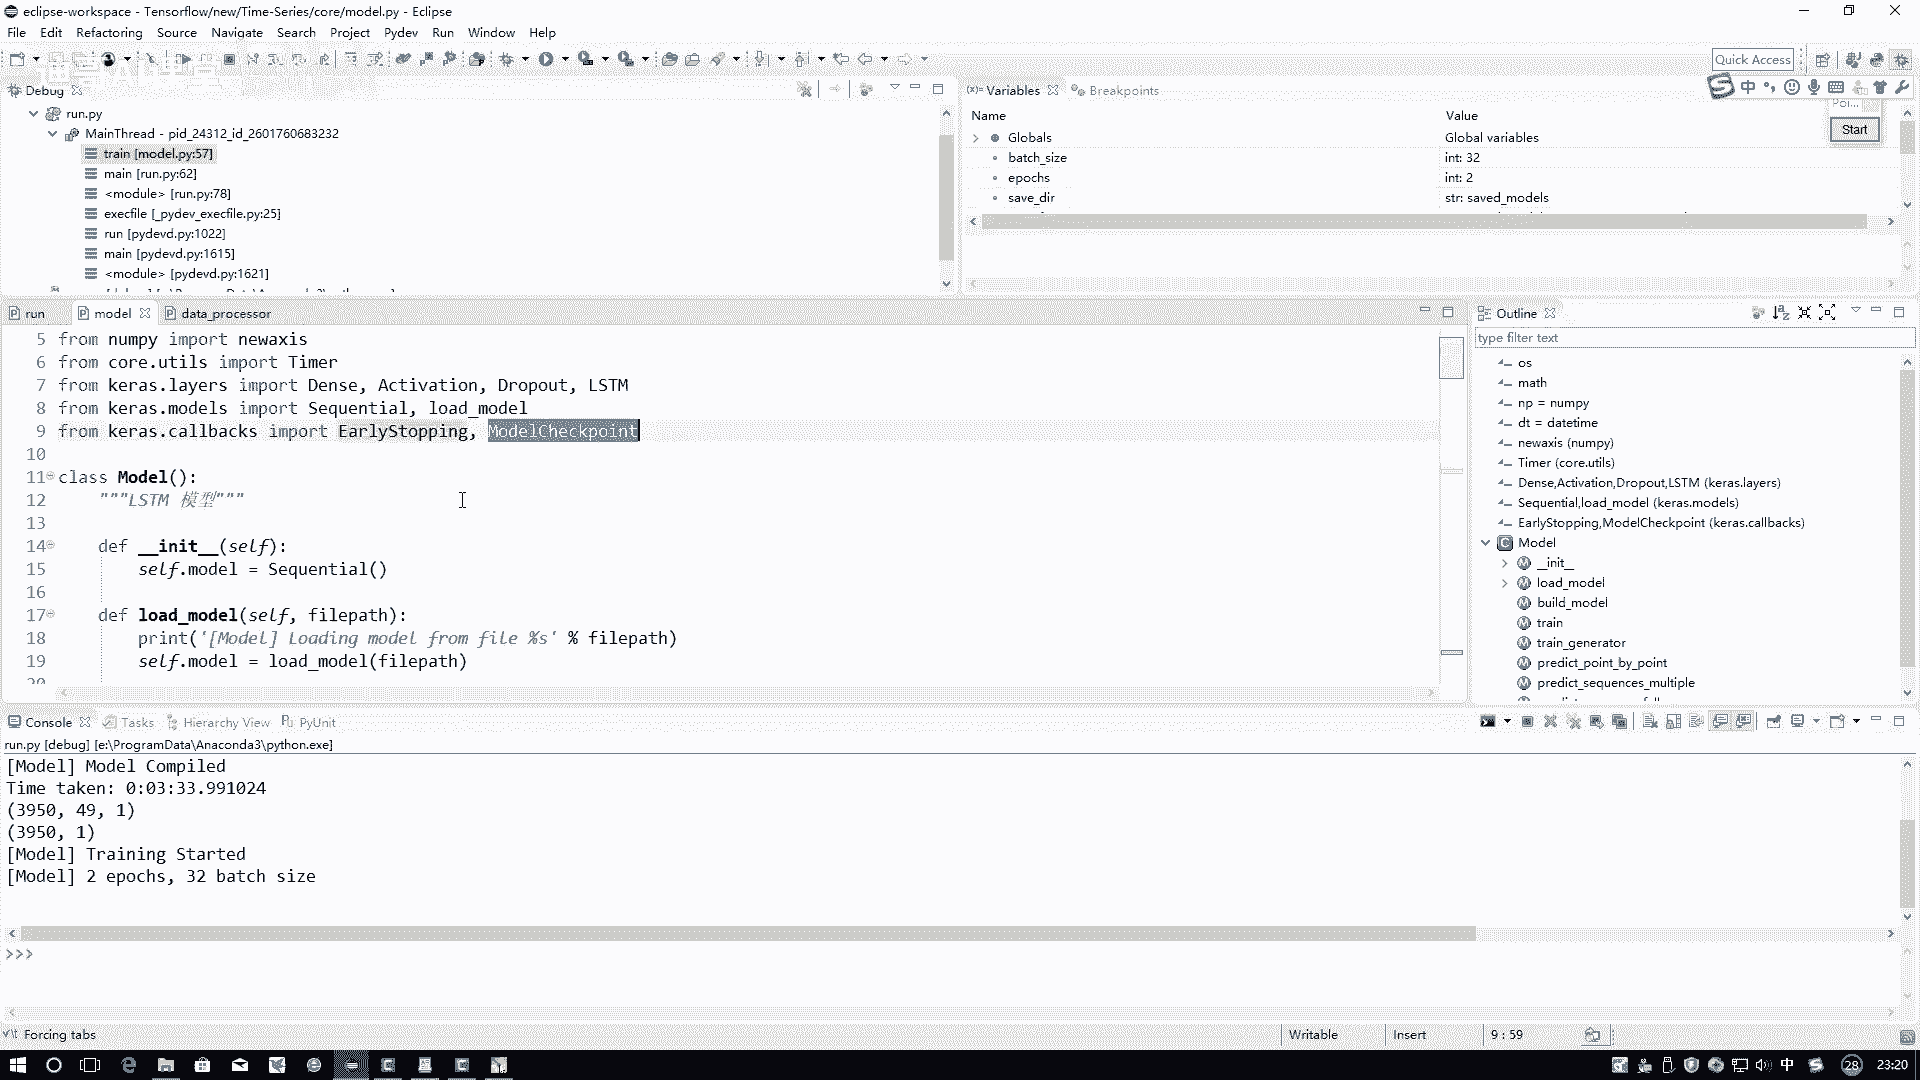 eclipse-workspace - Tensorflow/new/Time-Series/core/model.py - Eclipse
File Edit Refactoring Source Navigate Search Project Pydev Run Window Help
Quick Access
Debug
run.py
MainThread - pid_24312_id_2601760683232
train [model.py:57]
main [run.py:62]
<module> [run.py:78]
execfile [_pydev_execfile.py:25]
run [pydevd.py:1022]
main [pydevd.py:1615]
<module> [pydevd.py:1621]
(x)= Variables Breakpoints
中
Poi...
Start
Name Value
Globals Global variables
batch_size int: 32
epochs int: 2
save_dir str: saved_models
run model data_processor
5 from numpy import newaxis
6 from core.utils import Timer
7 from keras.layers import Dense, Activation, Dropout, LSTM
8 from keras.models import Sequential, load_model
9 from keras.callbacks import EarlyStopping, ModelCheckpoint
10
11 class Model():
12 """LSTM 模型"""
13
14 def __init__(self):
15 self.model = Sequential()
16
17 def load_model(self, filepath):
18 print('[Model] Loading model from file %s' % filepath)
19 self.model = load_model(filepath)
20
Outline
type filter text
os
math
np = numpy
dt = datetime
newaxis (numpy)
Timer (core.utils)
Dense,Activation,Dropout,LSTM (keras.layers)
Sequential,load_model (keras.models)
EarlyStopping,ModelCheckpoint (keras.callbacks)
Model
__init__
load_model
build_model
train
train_generator
predict_point_by_point
predict_sequences_multiple
Console Tasks Hierarchy View PyUnit
run.py [debug] [e:\ProgramData\Anaconda3\python.exe]
[Model] Model Compiled
Time taken: 0:03:33.991024
(3950, 49, 1)
(3950, 1)
[Model] Training Started
[Model] 2 epochs, 32 batch size
>>>
Forcing tabs Writable Insert 9 : 59
中 28 23:20